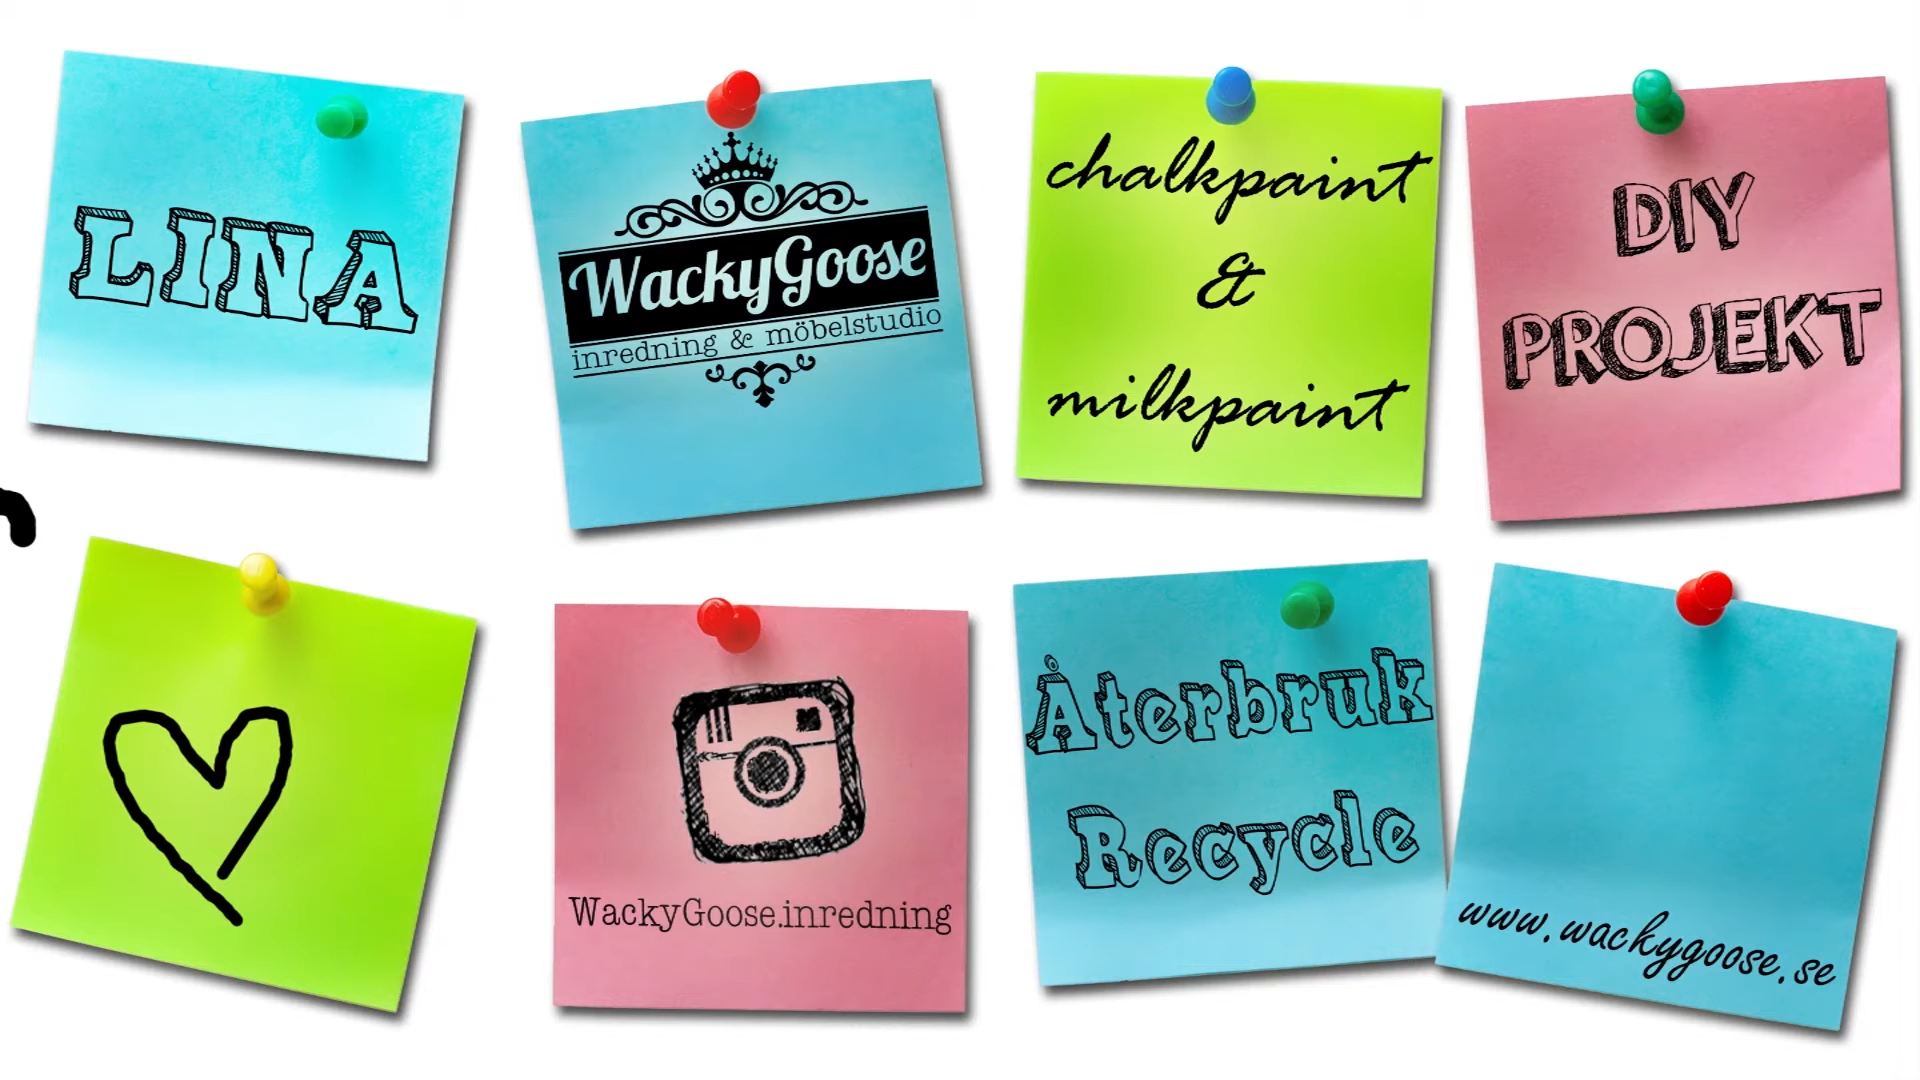 LINA
WackyGoose
inredning & möbelstudio
chalkpaint
&
milkpaint
DIY
PROJEKT
WackyGoose.inredning
Återbruk
Recycle
www.wackygoose.se